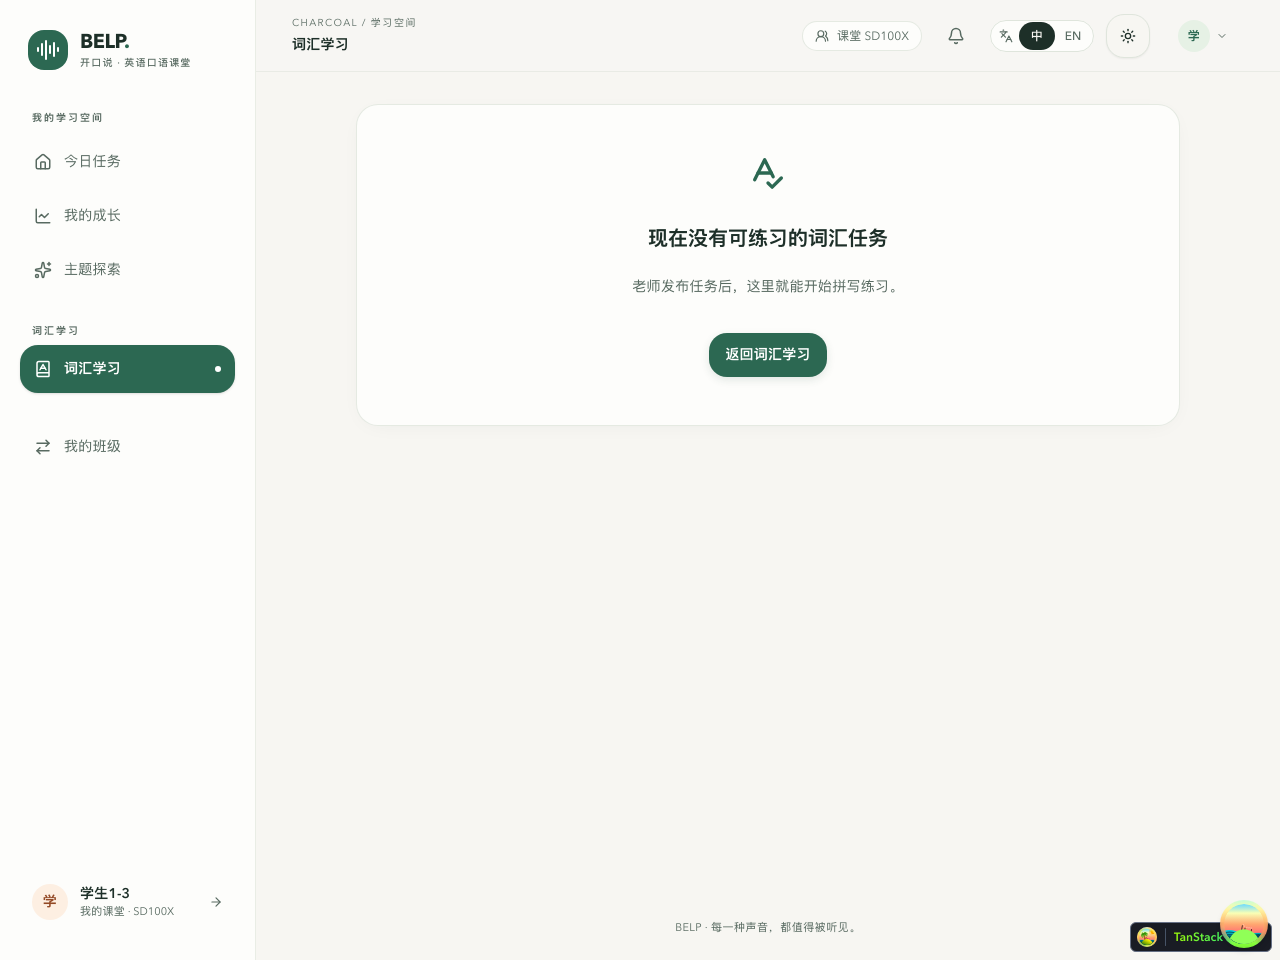 BELP.
开口说 · 英语口语课堂
我的学习空间
今日任务
我的成长
主题探索
词汇学习
词汇学习
我的班级
学生1-3
我的课堂 · SD100X
CHARCOAL / 学习空间
词汇学习
课堂 SD100X
中
EN
学
现在没有可练习的词汇任务
老师发布任务后，这里就能开始拼写练习。
返回词汇学习
学
BELP · 每一种声音，都值得被听见。
TanStack